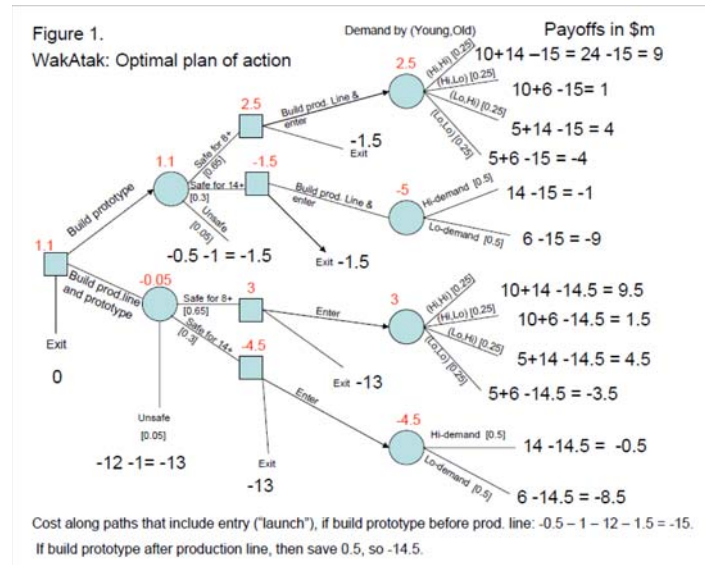 Figure 1.
WakAtak: Optimal plan of action
Demand by (Young,Old)
Payoffs in $m
2.5
(Hi,Hi) [0.25]
10+14 –15 = 24 -15 = 9
(Hi,Lo) [0.25]
10+6 -15= 1
(Lo,Hi) [0.25]
5+14 -15 = 4
(Lo,Lo) [0.25]
5+6 -15 = -4
2.5
Build prod. Line &
enter
-1.5
Exit
1.1
Safe for 8+
[0.65]
-1.5
Safe for 14+
[0.3]
Build prod. Line &
enter
-5
Hi-demand [0.5]
14 -15 = -1
Lo-demand [0.5]
6 -15 = -9
Unsafe
[0.05]
-0.5 -1 = -1.5
Exit -1.5
Build prototype
1.1
Build prod.line
and prototype
Exit
0
-0.05
Safe for 8+
[0.65]
3
Enter
3
(Hi,Hi) [0.25]
10+14 -14.5 = 9.5
(Hi,Lo) [0.25]
10+6 -14.5 = 1.5
(Lo,Hi) [0.25]
5+14 -14.5 = 4.5
(Lo,Lo) [0.25]
5+6 -14.5 = -3.5
Exit -13
Safe for 14+
[0.3]
-4.5
Enter
-4.5
Hi-demand [0.5]
14 -14.5 = -0.5
Lo-demand [0.5]
6 -14.5 = -8.5
Unsafe
[0.05]
-12 -1= -13
Exit
-13
Cost along paths that include entry ("launch"), if build prototype before prod. line: -0.5 – 1 – 12 – 1.5 = -15.
If build prototype after production line, then save 0.5, so -14.5.